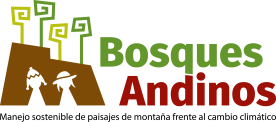 Bosques
Andinos
Manejo sostenible de paisajes de montaña frente al cambio climático